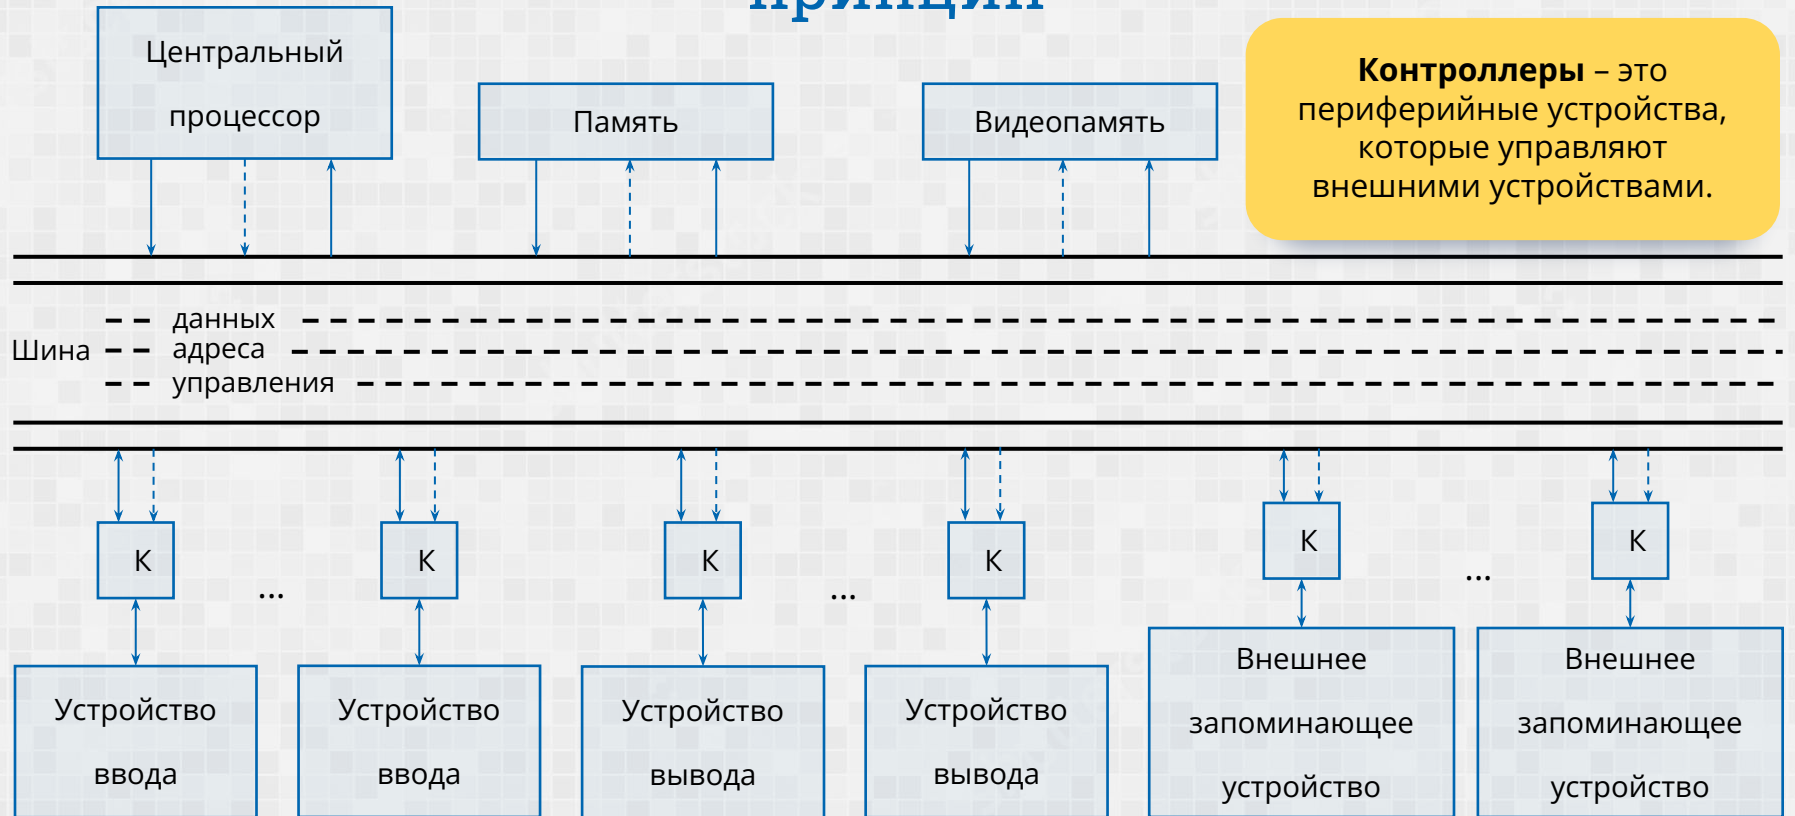 принцип
Центральный
процессор
Память
Видеопамять
Контроллеры – это
периферийные устройства,
которые управляют
внешними устройствами.
данных
Шина
адреса
управления
К
К
К
К
К
К
...
...
...
Устройство
ввода
Устройство
ввода
Устройство
вывода
Устройство
вывода
Внешнее
запоминающее
устройство
Внешнее
запоминающее
устройство